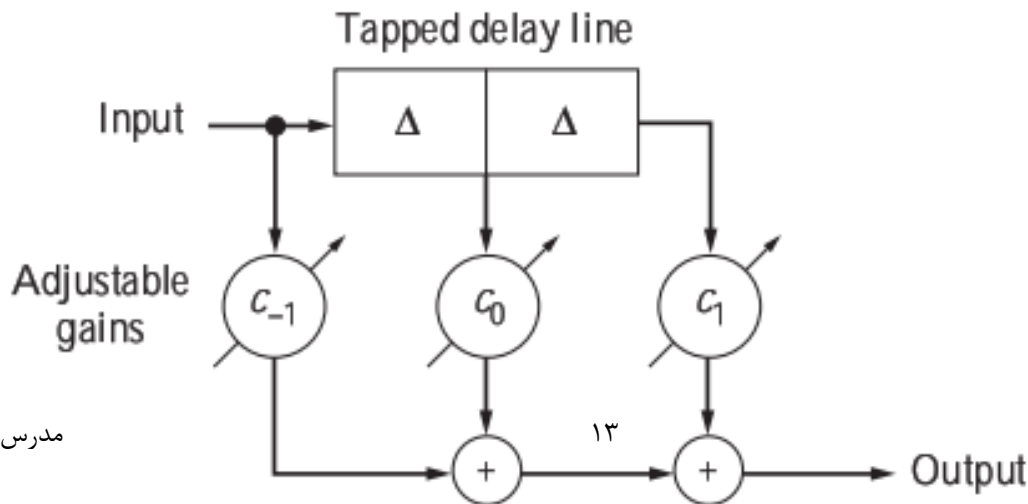 Tapped delay line
Input
Δ
Δ
Adjustable
gains
c₋₁
c₀
c₁
مدرس
۱۳
+
+
Output